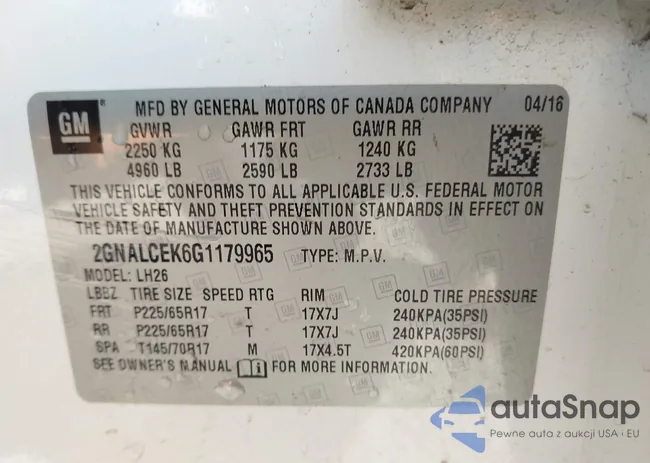 GM
MFD BY GENERAL MOTORS OF CANADA COMPANY 04/16
GVWR GAWR FRT GAWR RR
2250 KG 1175 KG 1240 KG
4960 LB 2590 LB 2733 LB
THIS VEHICLE CONFORMS TO ALL APPLICABLE U.S. FEDERAL MOTOR
VEHICLE SAFETY AND THEFT PREVENTION STANDARDS IN EFFECT ON
THE DATE OF MANUFACTURE SHOWN ABOVE.
2GNALCEK6G1179965 TYPE: M.P.V.
MODEL: LH26
LBBZ TIRE SIZE SPEED RTG RIM COLD TIRE PRESSURE
FRT P225/65R17 T 17X7J 240KPA(35PSI)
RR P225/65R17 T 17X7J 240KPA(35PSI)
SPA T145/70R17 M 17X4.5T 420KPA(60PSI)
SEE OWNER'S MANUAL FOR MORE INFORMATION.
autaSnap
Pewne auta z aukcji USA i EU